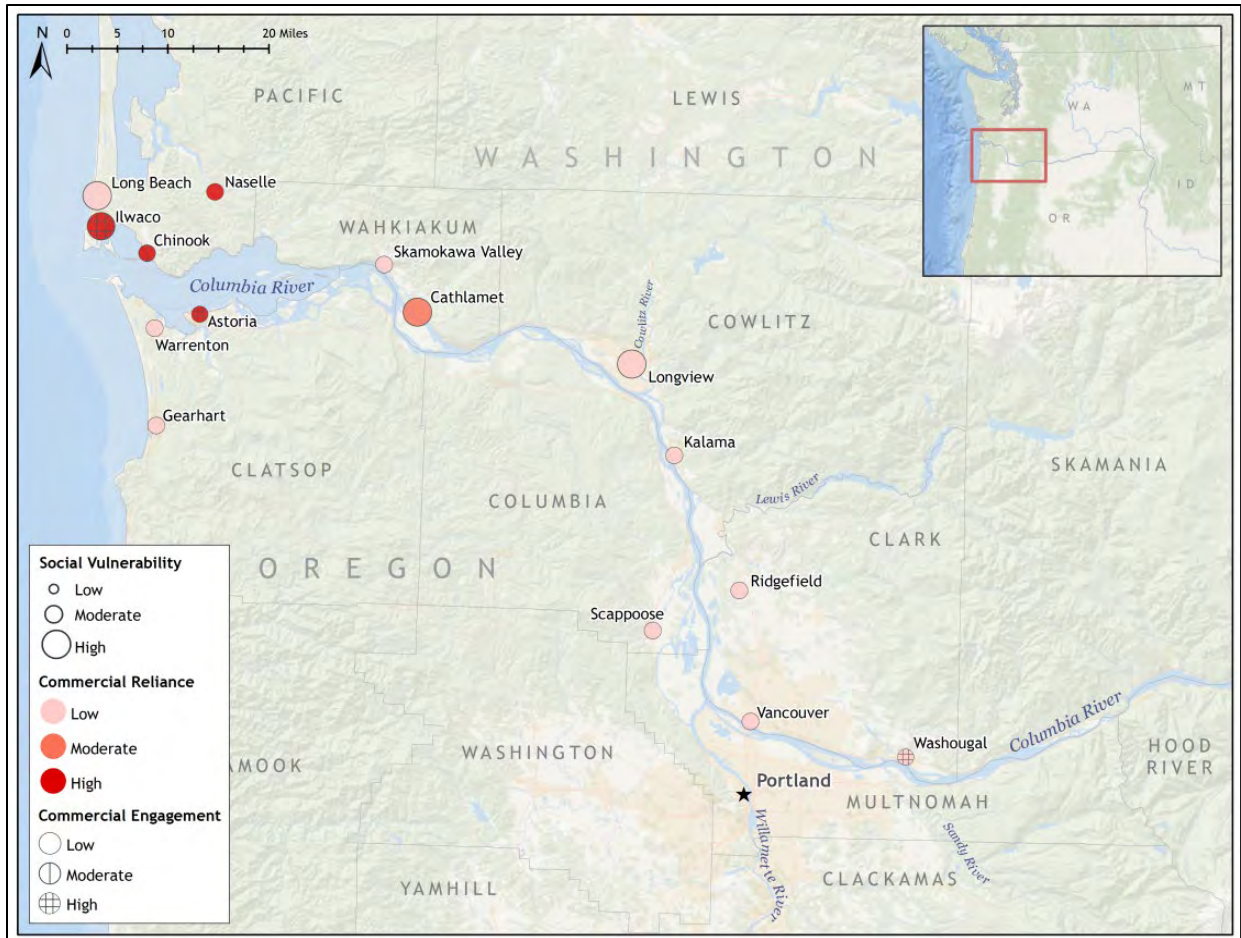 N 0 5 10 20 Miles
PACIFIC
LEWIS
WASHINGTON
WA
MT
ID
OR
Long Beach
Naselle
Ilwaco
WAHKIAKUM
Chinook
Skamokawa Valley
Columbia River
Cathlamet
Cowlitz River
COWLITZ
Astoria
Warrenton
Longview
Gearhart
Kalama
CLATSOP
SKAMANIA
COLUMBIA
Lewis River
CLARK
OREGON
Ridgefield
Scappoose
Vancouver
Washougal
Columbia River
WASHINGTON
HOOD
RIVER
AMOOK
Portland
MULTNOMAH
Willamette River
Sandy River
CLACKAMAS
YAMHILL
Social Vulnerability
Low
Moderate
High
Commercial Reliance
Low
Moderate
High
Commercial Engagement
Low
Moderate
High